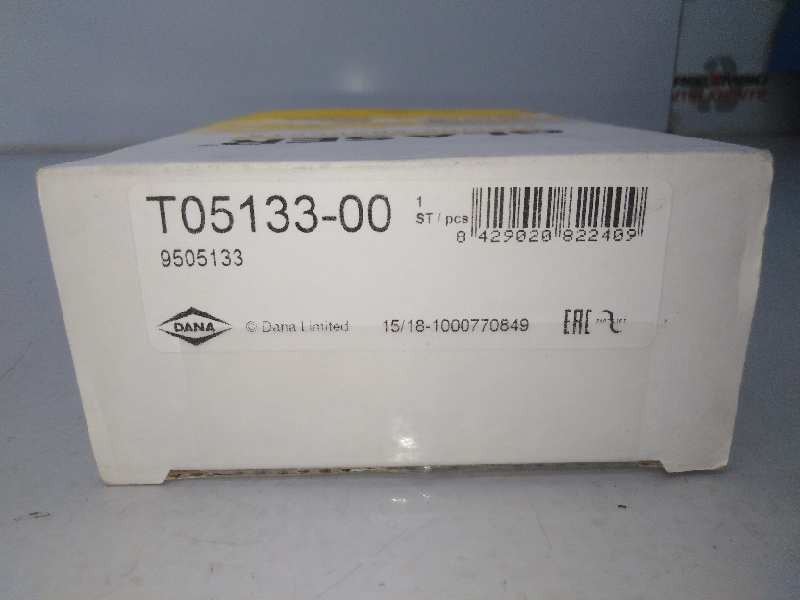 T05133-00
1
ST / pcs
8 429020 822409
9505133
DANA
© Dana Limited
15/18-1000770849
EAC